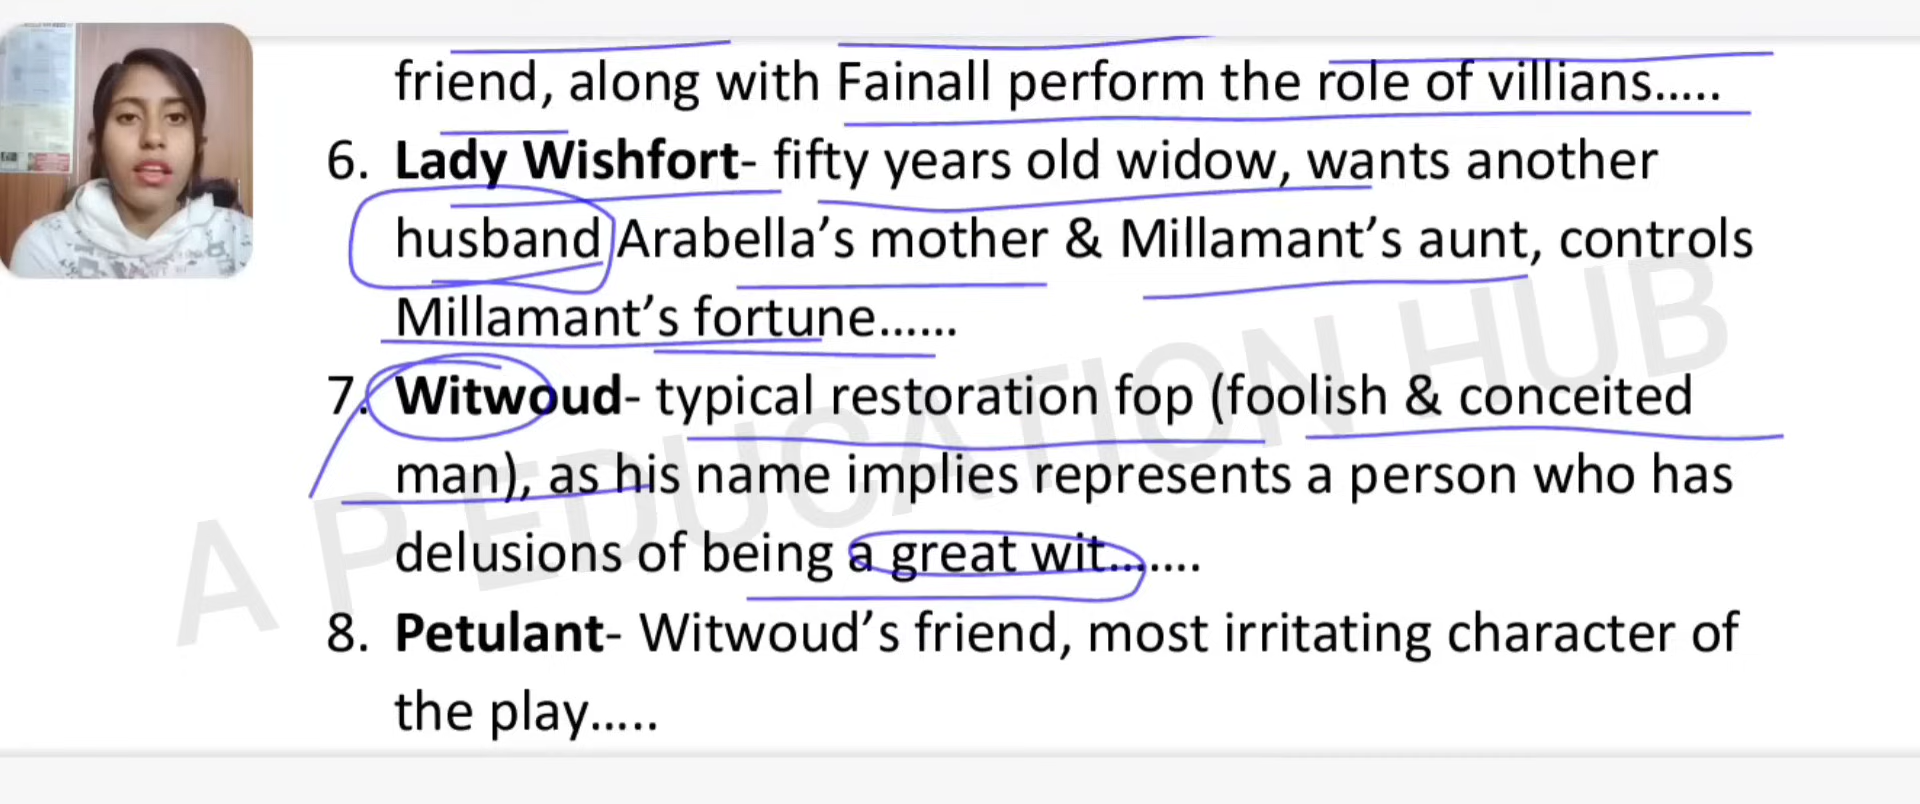 friend, along with Fainall perform the role of villians.....
6. Lady Wishfort- fifty years old widow, wants another
husband Arabella's mother & Millamant's aunt, controls
Millamant's fortune......
7. Witwoud- typical restoration fop (foolish & conceited
man), as his name implies represents a person who has
delusions of being a great wit.......
8. Petulant- Witwoud's friend, most irritating character of
the play.....
A P EDUCATION HUB